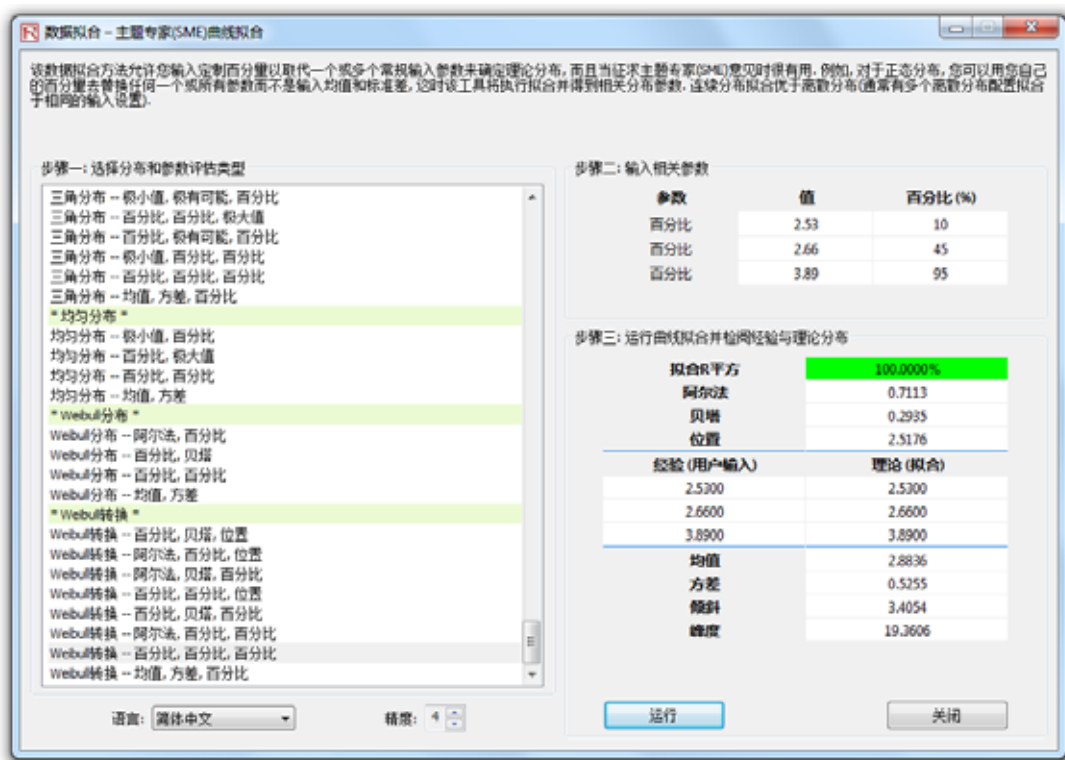 数据拟合 – 主题专家(SME)曲线拟合
该数据拟合方法允许您输入定制百分量以取代一个或多个常规输入参数来确定理论分布, 而且当征求主题专家(SME)意见时很有用. 例如, 对于正态分布, 您可以用您自己
的百分量去替换任何一个或所有参数而不是输入均值和标准差, 这时该工具将执行拟合并得到相关分布参数. 连续分布拟合优于离散分布(通常有多个离散分布配置拟合
于相同的输入设置).
步骤一: 选择分布和参数评估类型
三角分布 -- 极小值, 极有可能, 百分比
三角分布 -- 百分比, 百分比, 极大值
三角分布 -- 百分比, 极有可能, 百分比
三角分布 -- 极小值, 百分比, 百分比
三角分布 -- 百分比, 百分比, 百分比
三角分布 -- 均值, 方差, 百分比
* 均匀分布 *
均匀分布 -- 极小值, 百分比
均匀分布 -- 百分比, 极大值
均匀分布 -- 百分比, 百分比
均匀分布 -- 均值, 方差
* Webull分布 *
Webull分布 -- 阿尔法, 百分比
Webull分布 -- 百分比, 贝塔
Webull分布 -- 百分比, 百分比
Webull分布 -- 均值, 方差
* Webull转换 *
Webull转换 -- 百分比, 贝塔, 位置
Webull转换 -- 阿尔法, 百分比, 位置
Webull转换 -- 阿尔法, 贝塔, 百分比
Webull转换 -- 百分比, 百分比, 位置
Webull转换 -- 百分比, 贝塔, 百分比
Webull转换 -- 阿尔法, 百分比, 百分比
Webull转换 -- 百分比, 百分比, 百分比
Webull转换 -- 均值, 方差, 百分比
语言: 简体中文
精度: 4
步骤二: 输入相关参数
参数 值 百分比 (%)
百分比 2.53 10
百分比 2.66 45
百分比 3.89 95
步骤三: 运行曲线拟合并检阅经验与理论分布
拟合R平方 100.0000%
阿尔法 0.7113
贝塔 0.2935
位置 2.5176
经验 (用户输入) 理论 (拟合)
2.5300 2.5300
2.6600 2.6600
3.8900 3.8900
均值 2.8836
方差 0.5255
倾斜 3.4054
峰度 19.3606
运行
关闭